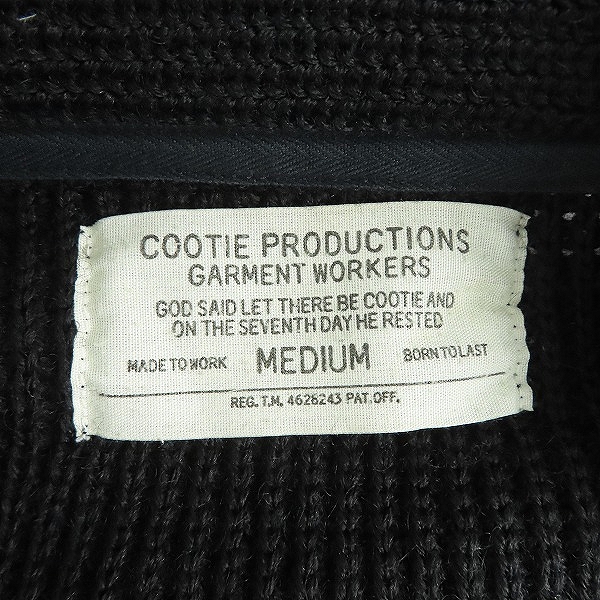 COOTIE PRODUCTIONS
GARMENT WORKERS
GOD SAID LET THERE BE COOTIE AND
ON THE SEVENTH DAY HE RESTED
MADE TO WORK MEDIUM BORN TO LAST
REG. T.M. 4628243 PAT. OFF.